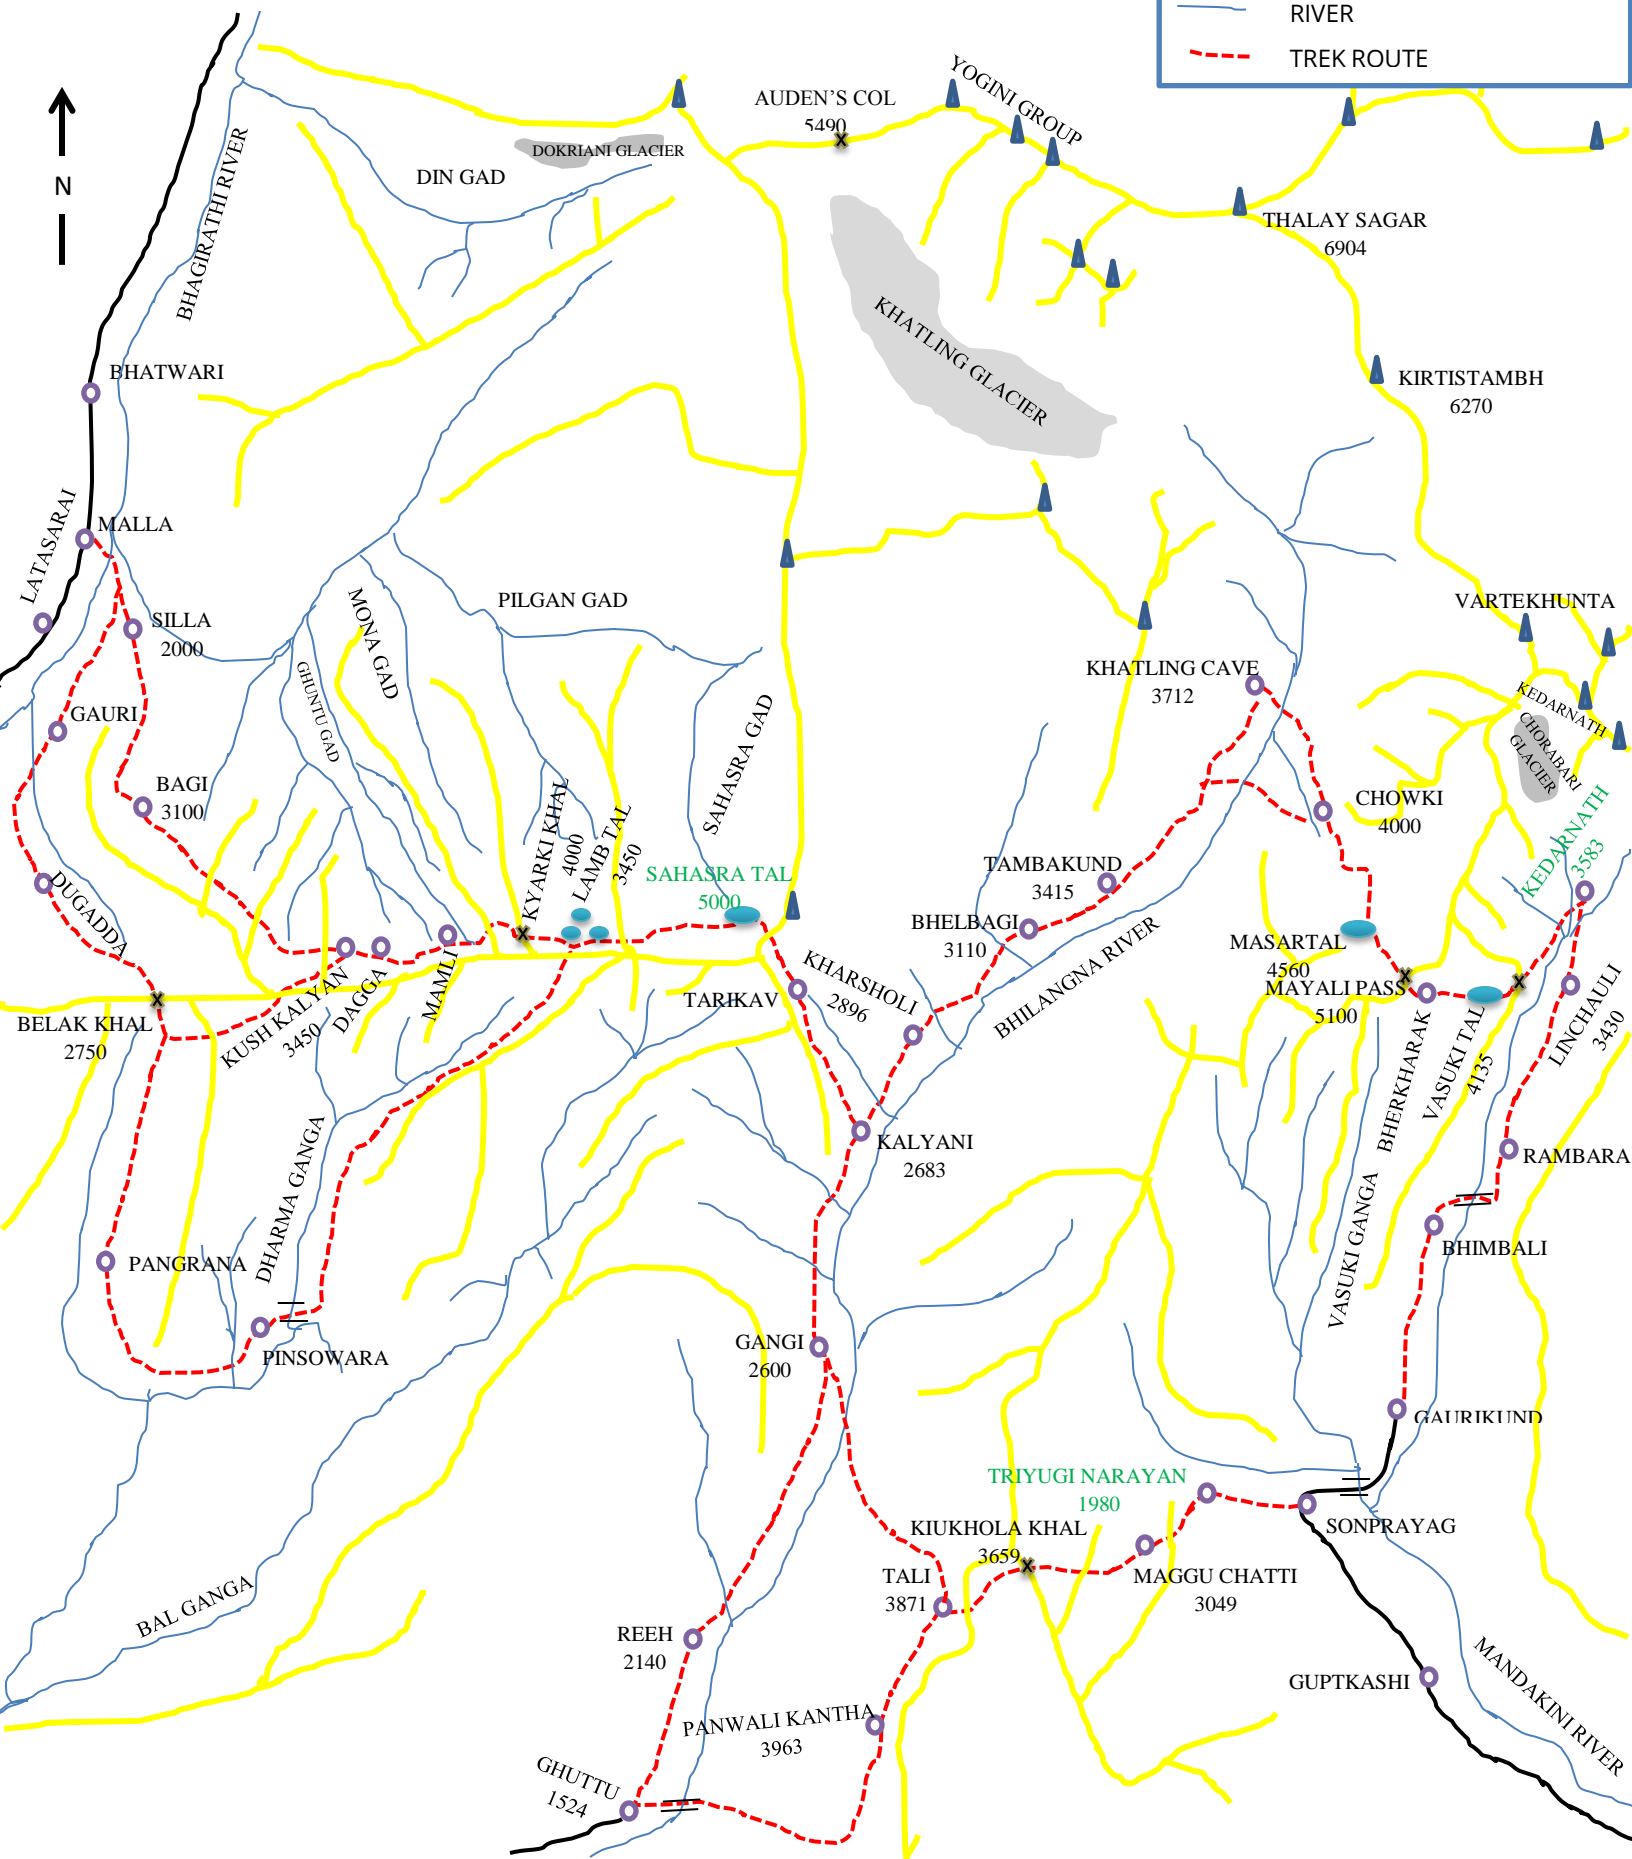 RIVER
TREK ROUTE
N
AUDEN'S COL
5490
YOGINI GROUP
DOKRIANI GLACIER
DIN GAD
BHAGIRATHI RIVER
THALAY SAGAR
6904
KHATLING GLACIER
BHATWARI
KIRTISTAMBH
6270
LATASARAI
MALLA
SILLA
2000
MONA GAD
PILGAN GAD
VARTEKHUNTA
GHUNTU GAD
KHATLING CAVE
3712
KEDARNATH
CHORABARI
GLACIER
GAURI
SAHASRA GAD
BAGI
3100
KYARKI KHAL
4000
LAMB TAL
3450
CHOWKI
4000
KEDARNATH
3583
SAHASRA TAL
5000
TAMBAKUND
3415
DUGADDA
BHELBAGI
3110
MASARTAL
4560
MAYALI PASS
5100
KUSH KALYAN
3450
DAGGA
MAMLI
TARIKAV
KHARSHOLI
2896
BHILANGNA RIVER
BELAK KHAL
2750
BHERKHARAK
VASUKI TAL
4135
LINCHAULI
3430
KALYANI
2683
RAMBARA
DHARMA GANGA
VASUKI GANGA
PANGRANA
BHIMBALI
PINSOWARA
GANGI
2600
GAURIKUND
TRIYUGI NARAYAN
1980
SONPRAYAG
KIUKHOLA KHAL
3659
TALI
3871
MAGGU CHATTI
3049
BAL GANGA
REEH
2140
GUPTKASHI
MANDAKINI RIVER
PANWALI KANTHA
3963
GHUTTU
1524